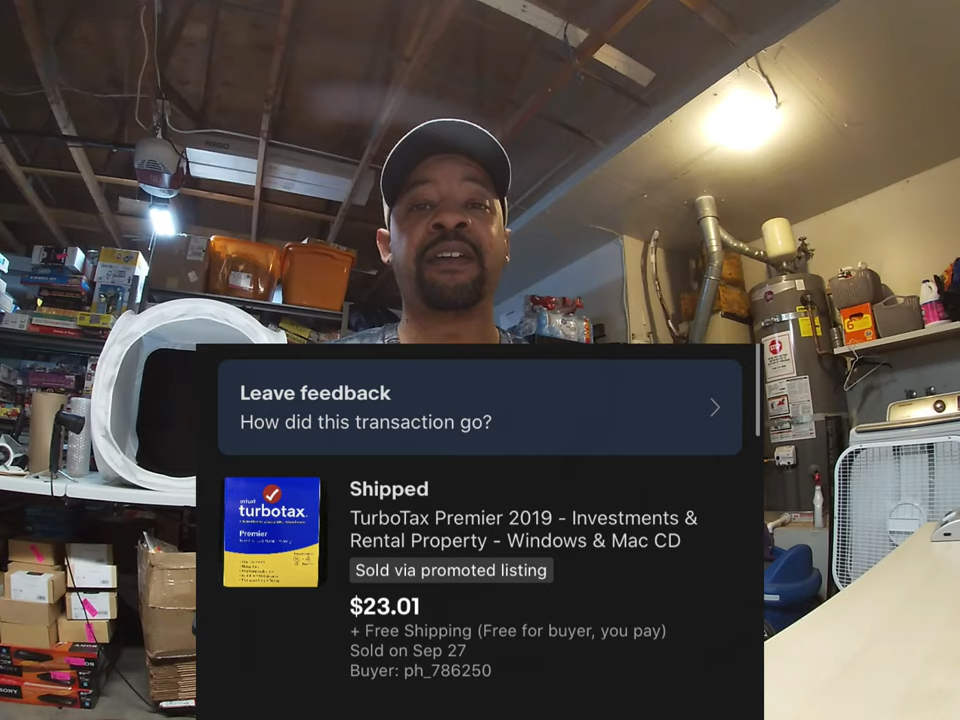 Leave feedback
How did this transaction go?
intuit
turbotax
Premier
Shipped
TurboTax Premier 2019 - Investments &
Rental Property - Windows & Mac CD
Sold via promoted listing
$23.01
+ Free Shipping (Free for buyer, you pay)
Sold on Sep 27
Buyer: ph_786250
SONY